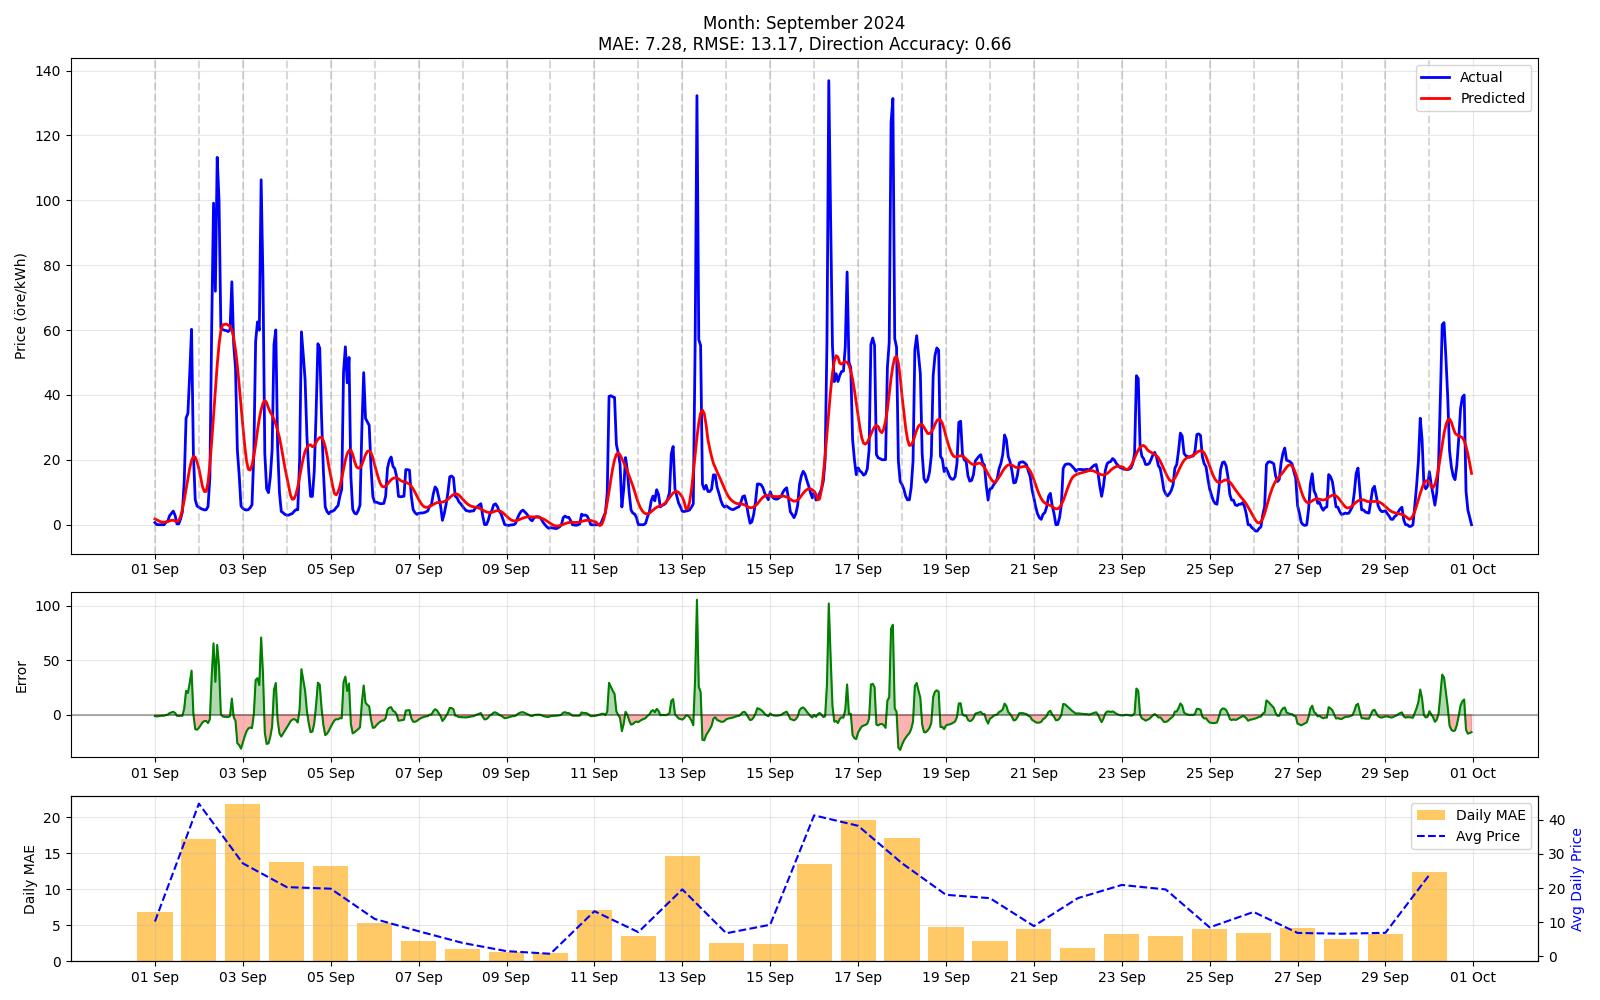 Month: September 2024
MAE: 7.28, RMSE: 13.17, Direction Accuracy: 0.66
Price (öre/kWh)
140
120
100
80
60
40
20
0
Actual
Predicted
01 Sep 03 Sep 05 Sep 07 Sep 09 Sep 11 Sep 13 Sep 15 Sep 17 Sep 19 Sep 21 Sep 23 Sep 25 Sep 27 Sep 29 Sep 01 Oct
Error
100
50
0
01 Sep 03 Sep 05 Sep 07 Sep 09 Sep 11 Sep 13 Sep 15 Sep 17 Sep 19 Sep 21 Sep 23 Sep 25 Sep 27 Sep 29 Sep 01 Oct
Daily MAE
20
15
10
5
0
Daily MAE
Avg Price
40
30
20
10
0
Avg Daily Price
01 Sep 03 Sep 05 Sep 07 Sep 09 Sep 11 Sep 13 Sep 15 Sep 17 Sep 19 Sep 21 Sep 23 Sep 25 Sep 27 Sep 29 Sep 01 Oct